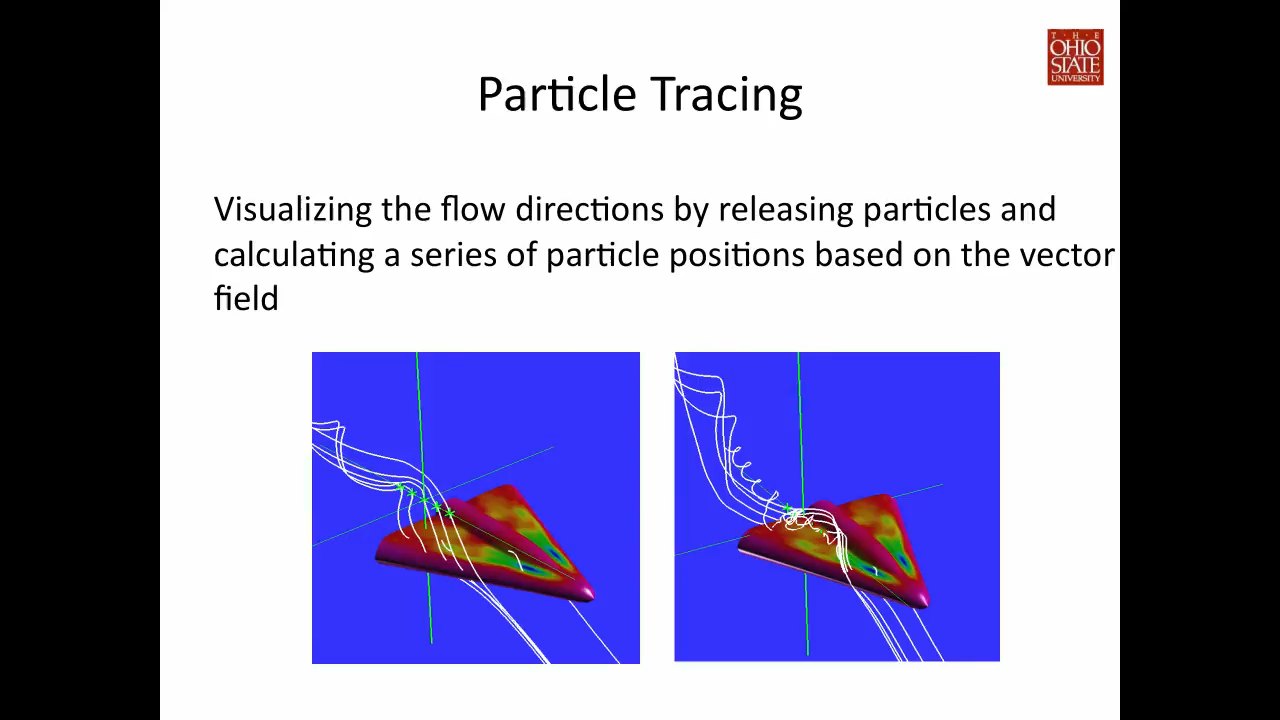 T · H · E
OHIO
STATE
UNIVERSITY
Particle Tracing
Visualizing the flow directions by releasing particles and
calculating a series of particle positions based on the vector
field